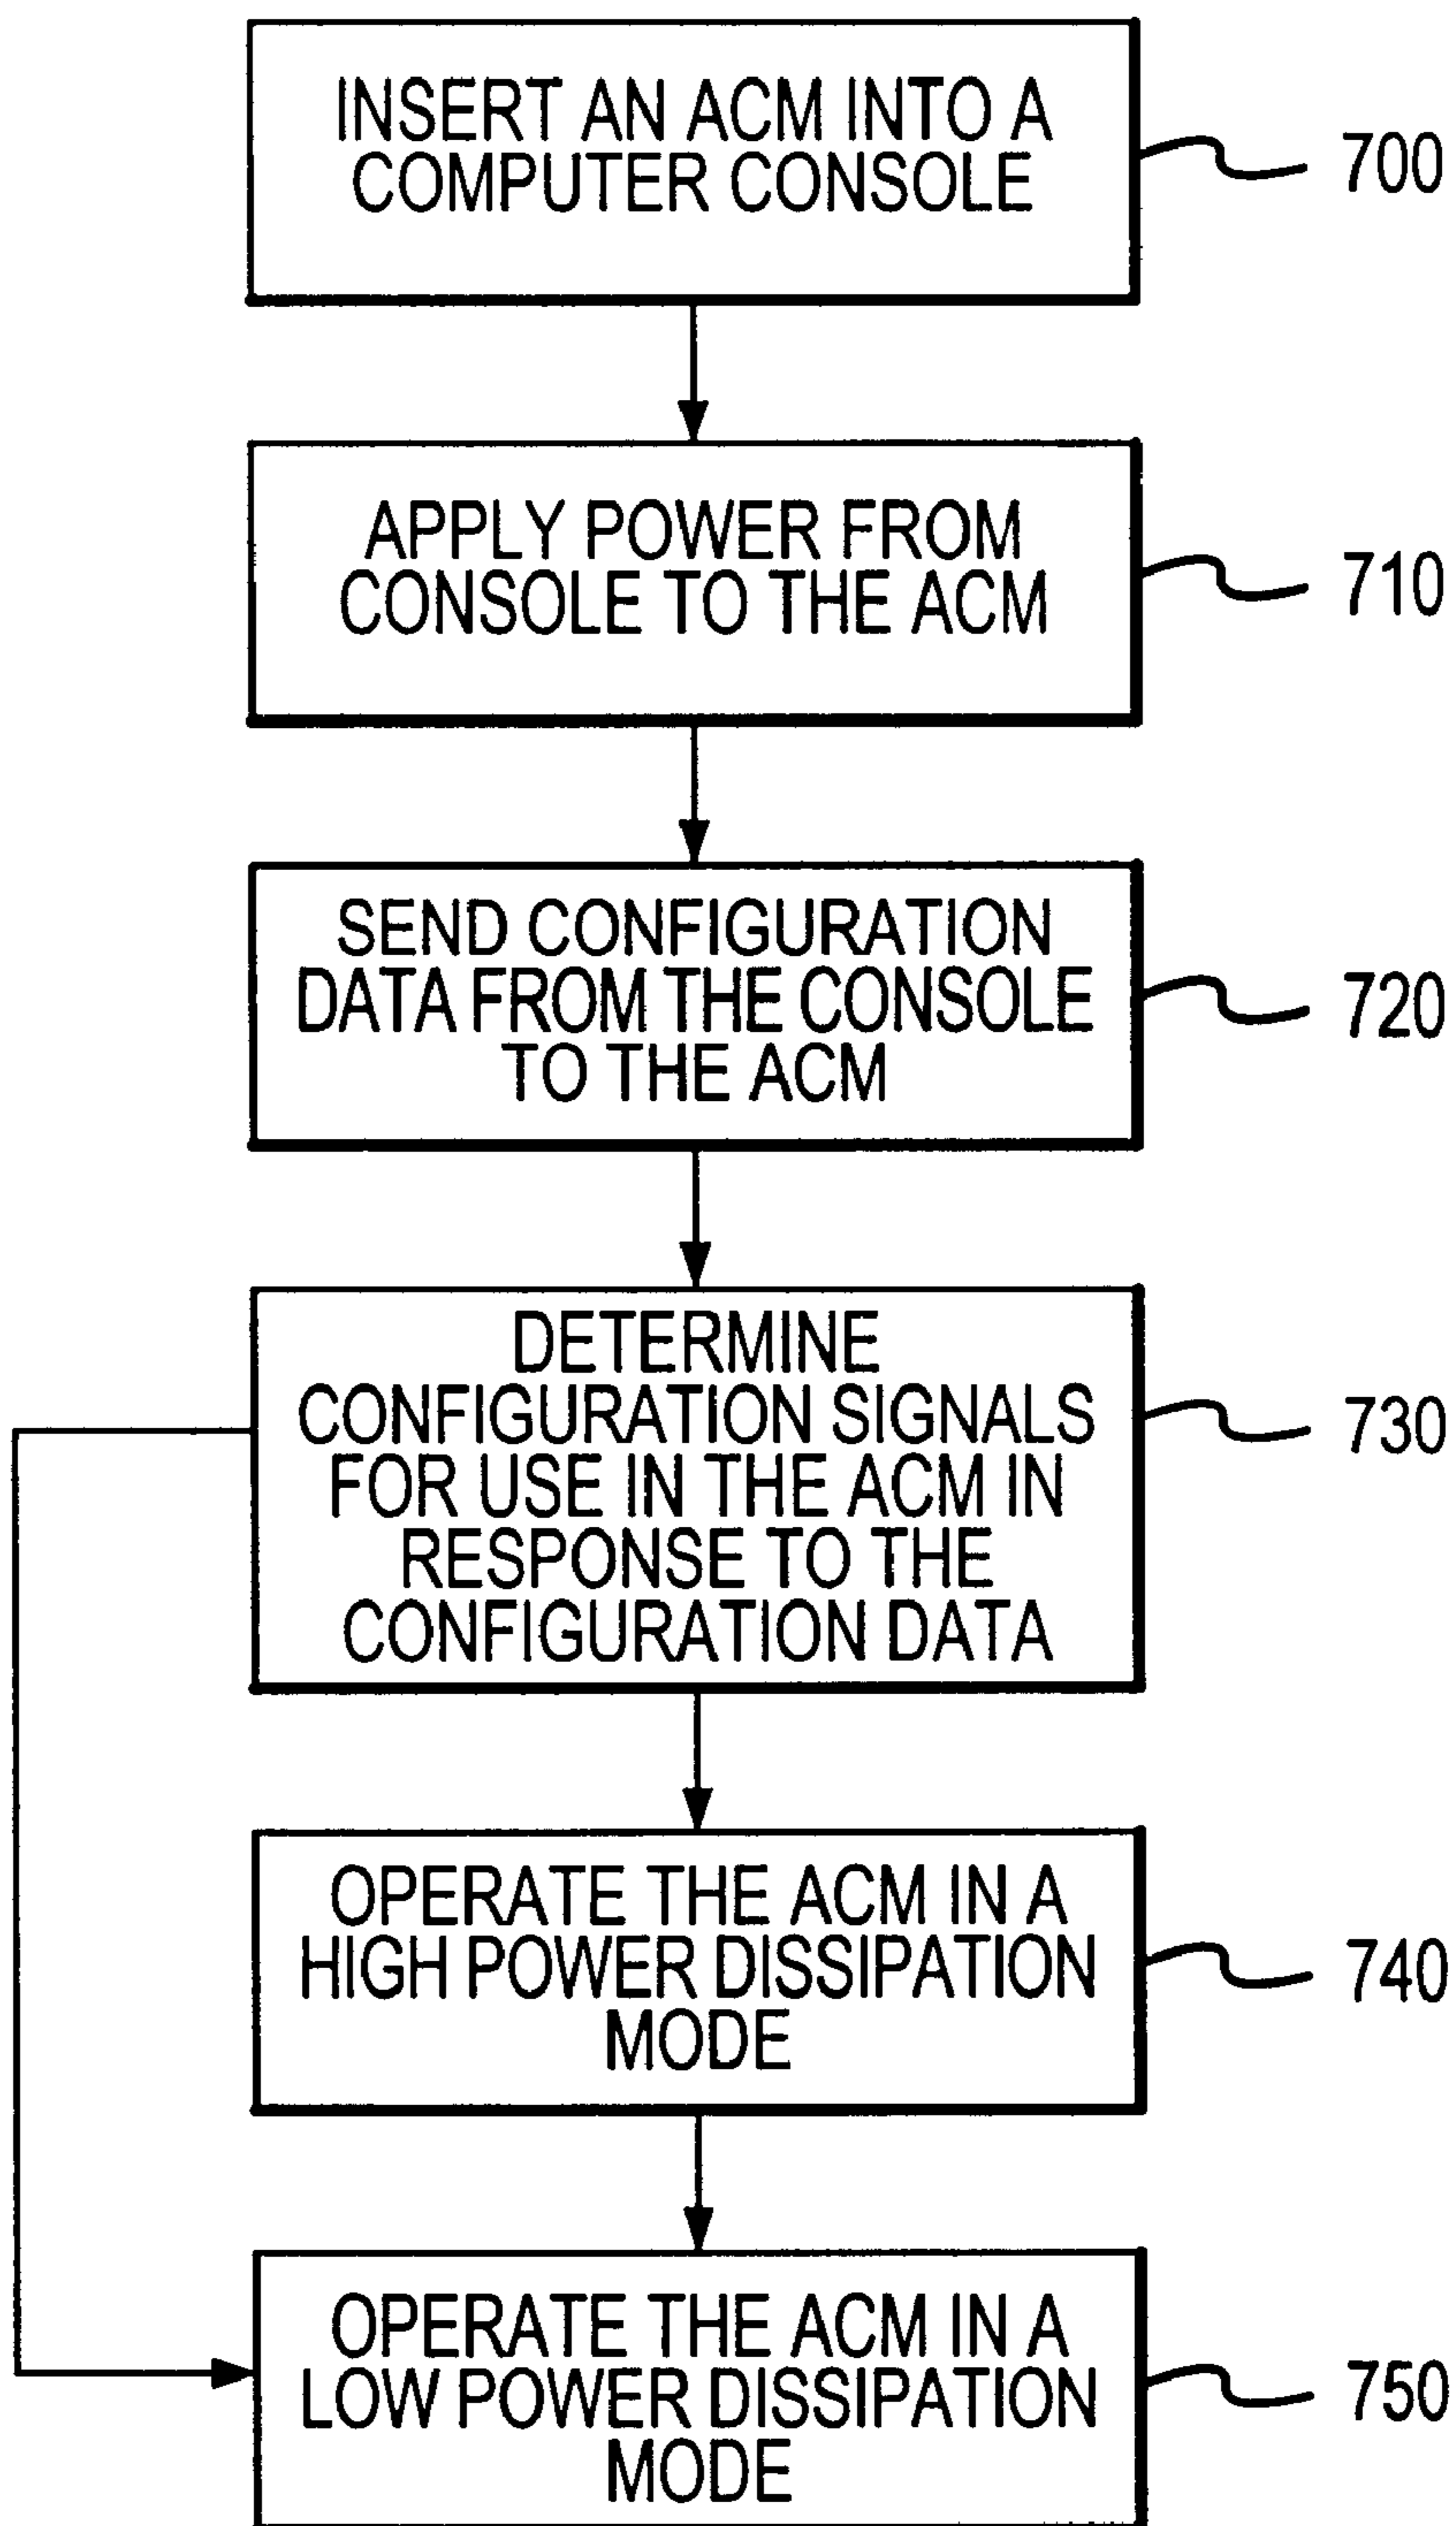 INSERT AN ACM INTO A
COMPUTER CONSOLE
700
APPLY POWER FROM
CONSOLE TO THE ACM
710
SEND CONFIGURATION
DATA FROM THE CONSOLE
TO THE ACM
720
DETERMINE
CONFIGURATION SIGNALS
FOR USE IN THE ACM IN
RESPONSE TO THE
CONFIGURATION DATA
730
OPERATE THE ACM IN A
HIGH POWER DISSIPATION
MODE
740
OPERATE THE ACM IN A
LOW POWER DISSIPATION
MODE
750